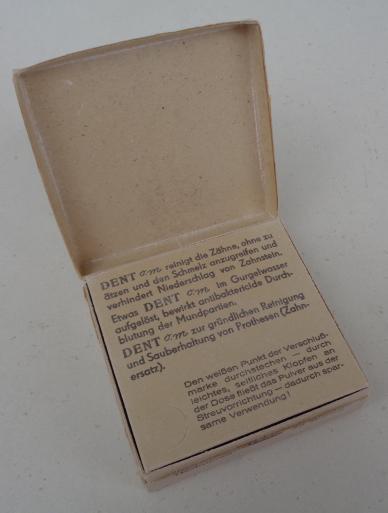 DENT o.m reinigt die Zähne, ohne zu
ätzen und den Schmelz anzugreifen und
verhindert Niederschlag von Zahnstein.
Etwas DENT o.m im Gurgelwasser
aufgelöst, bewirkt antibaktericide Durch-
blutung der Mundpartien.
DENT o.m zur gründlichen Reinigung
und Sauberhaltung von Prothesen (Zahn-
ersatz).
Den weißen Punkt der Verschluß-
marke durchstechen — durch
leichtes, seitliches Klopfen an
der Dose fließt das Pulver aus der
Streuvorrichtung — dadurch spar-
same Verwendung!